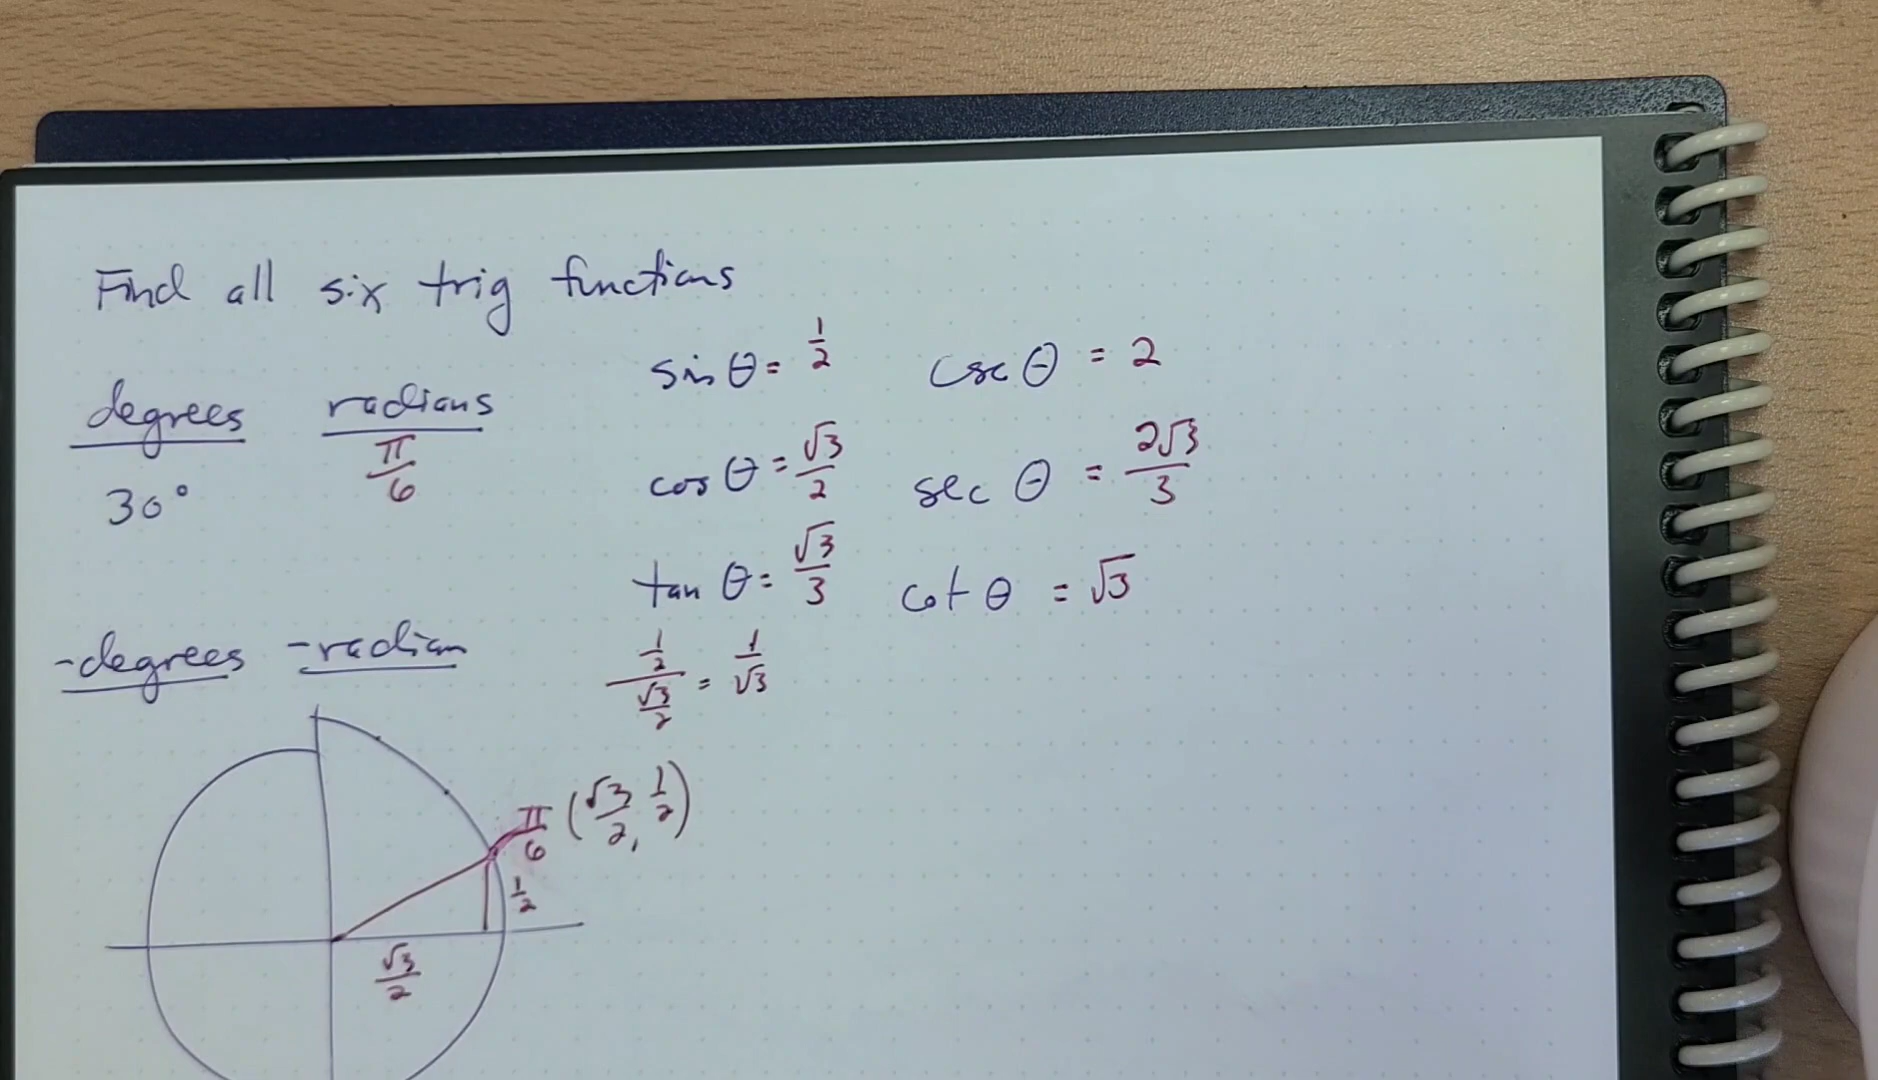 Find all six trig functions
degrees radians
30° π/6
sin θ = 1/2 csc θ = 2
cos θ = √3/2 sec θ = 2√3/3
tan θ = √3/3 cot θ = √3
(1/2)/(√3/2) = 1/√3
-degrees -radian
π/6 (√3/2, 1/2)
1/2
√3/2